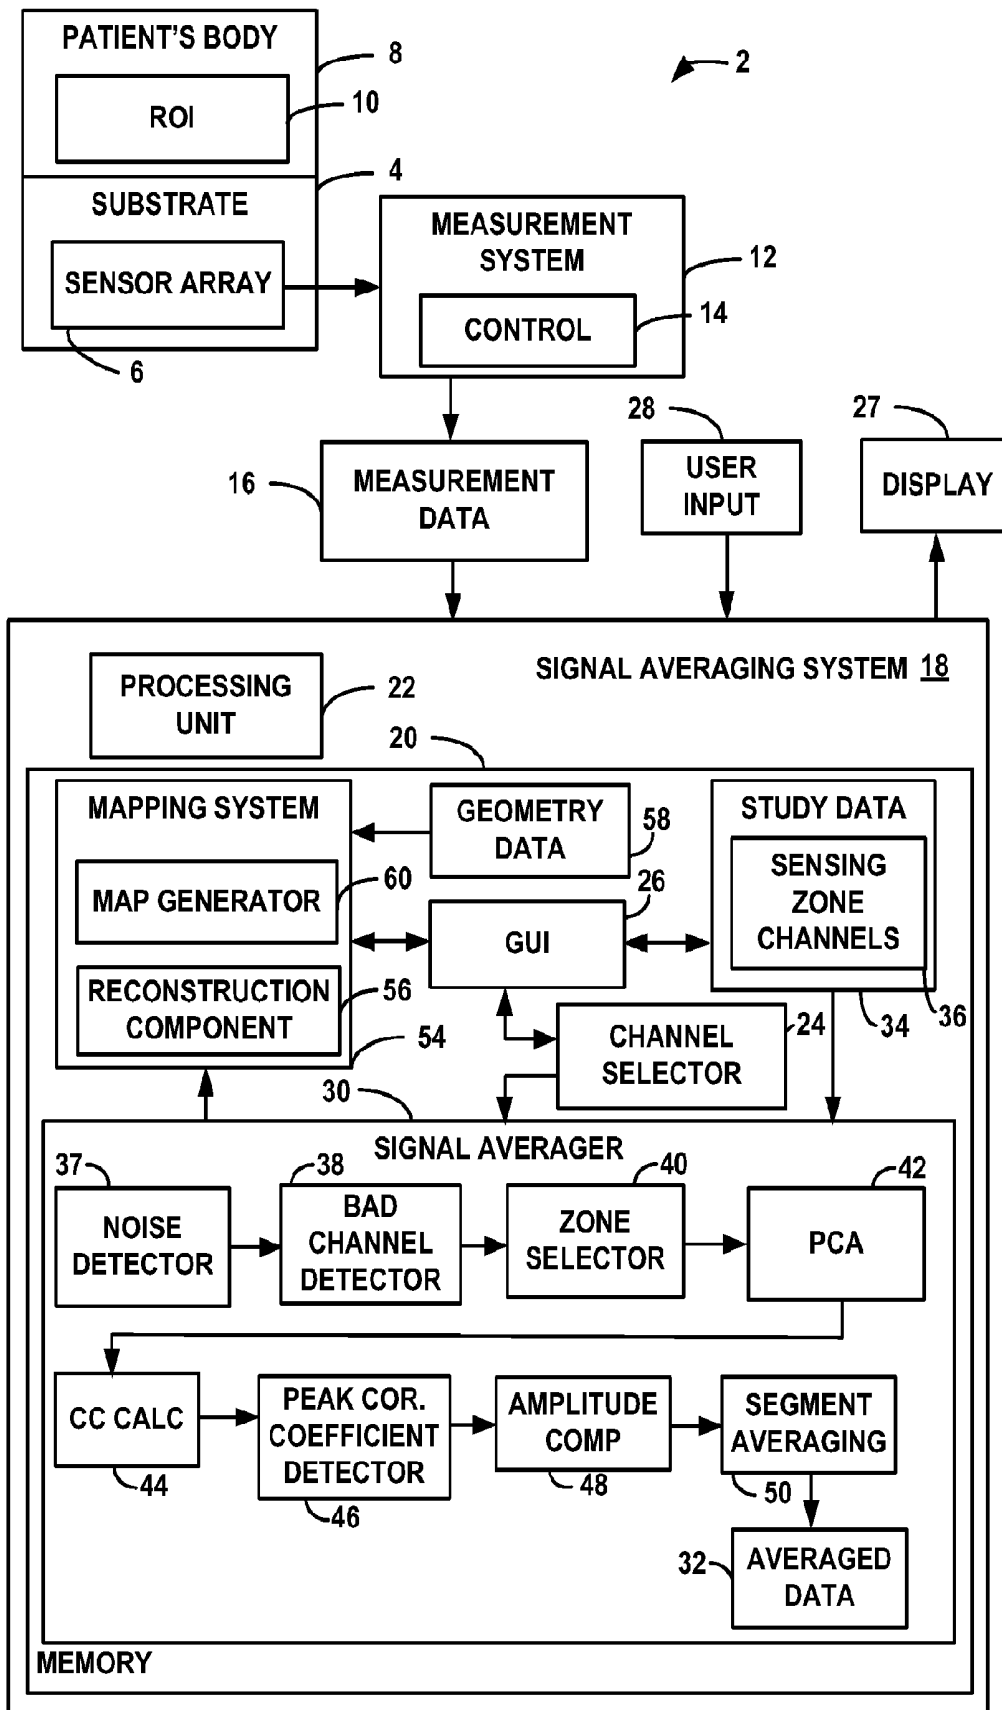 PATIENT'S BODY
8
2
ROI
10
SUBSTRATE
4
SENSOR ARRAY
6
MEASUREMENT
SYSTEM
12
CONTROL
14
28
27
16
MEASUREMENT
DATA
USER
INPUT
DISPLAY
SIGNAL AVERAGING SYSTEM 18
PROCESSING
UNIT
22
20
MAPPING SYSTEM
GEOMETRY
DATA
58
STUDY DATA
SENSING
ZONE
CHANNELS
MAP GENERATOR
60
26
GUI
RECONSTRUCTION
COMPONENT
56
54
CHANNEL
SELECTOR
24
34
36
30
SIGNAL AVERAGER
37
38
40
42
NOISE
DETECTOR
BAD
CHANNEL
DETECTOR
ZONE
SELECTOR
PCA
CC CALC
44
PEAK COR.
COEFFICIENT
DETECTOR
46
AMPLITUDE
COMP
48
SEGMENT
AVERAGING
50
32
AVERAGED
DATA
MEMORY